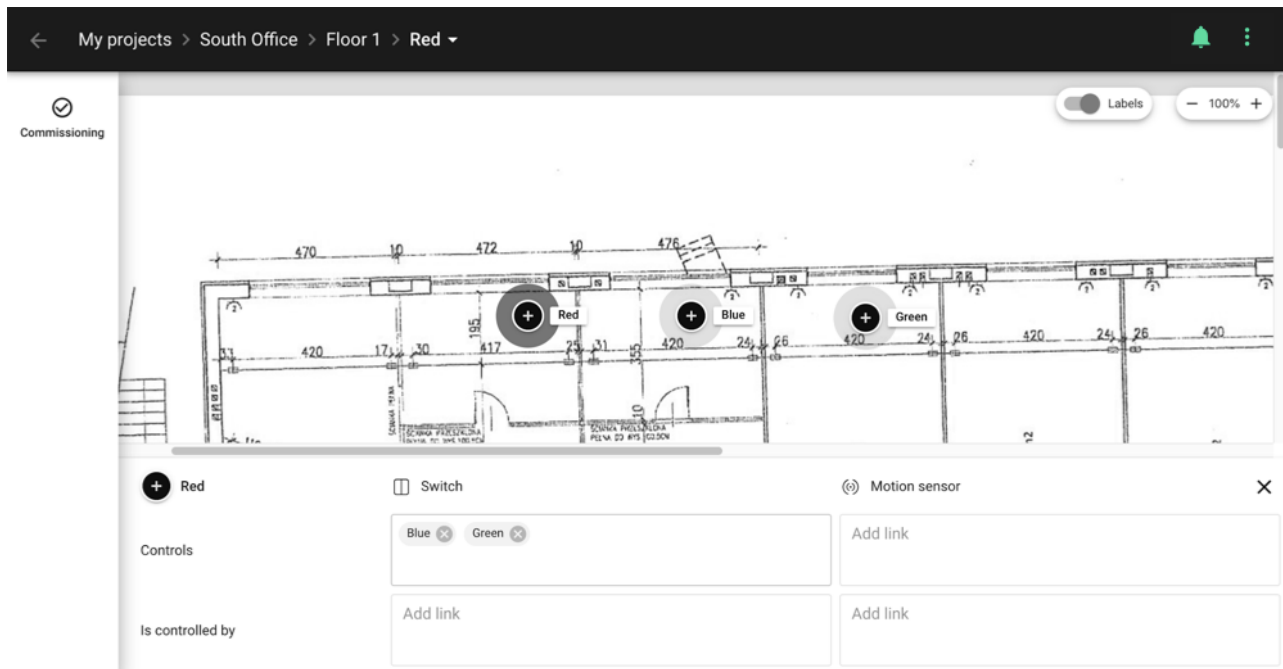 My projects > South Office > Floor 1 > Red
Commissioning
Labels
− 100% +
470 10 472 10 476
Red
Blue
Green
195
33 420 17 30 417 25 31 355 420 24 26 420 24 26 420 24 26 420
10
Red
Switch
Motion sensor
Controls
Blue
Green
Add link
Is controlled by
Add link
Add link